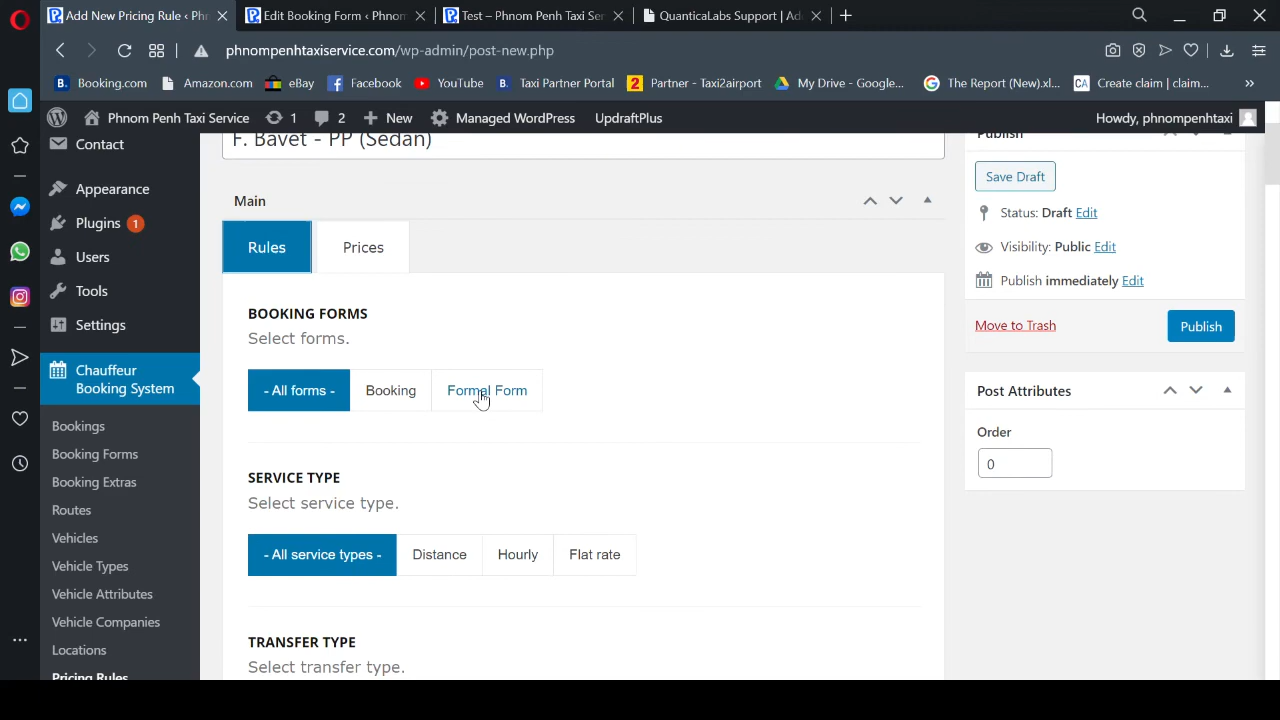 Add New Pricing Rule ‹ Phr
Edit Booking Form ‹ Phnom
Test – Phnom Penh Taxi Ser
QuanticaLabs Support | Ad
phnompenhtaxiservice.com/wp-admin/post-new.php
Booking.com
Amazon.com
eBay
Facebook
YouTube
Taxi Partner Portal
Partner - Taxi2airport
My Drive - Google...
The Report (New).xl...
CA Create claim | claim...
Phnom Penh Taxi Service
1
2
New
Managed WordPress
UpdraftPlus
Howdy, phnompenhtaxi
Contact
Appearance
Plugins 1
Users
Tools
Settings
Chauffeur
Booking System
Bookings
Booking Forms
Booking Extras
Routes
Vehicles
Vehicle Types
Vehicle Attributes
Vehicle Companies
Locations
Pricing Rules
F. Bavet - PP (Sedan)
Main
Rules
Prices
BOOKING FORMS
Select forms.
- All forms -
Booking
Formal Form
SERVICE TYPE
Select service type.
- All service types -
Distance
Hourly
Flat rate
TRANSFER TYPE
Select transfer type.
Publish
Save Draft
Status: Draft Edit
Visibility: Public Edit
Publish immediately Edit
Move to Trash
Publish
Post Attributes
Order
0